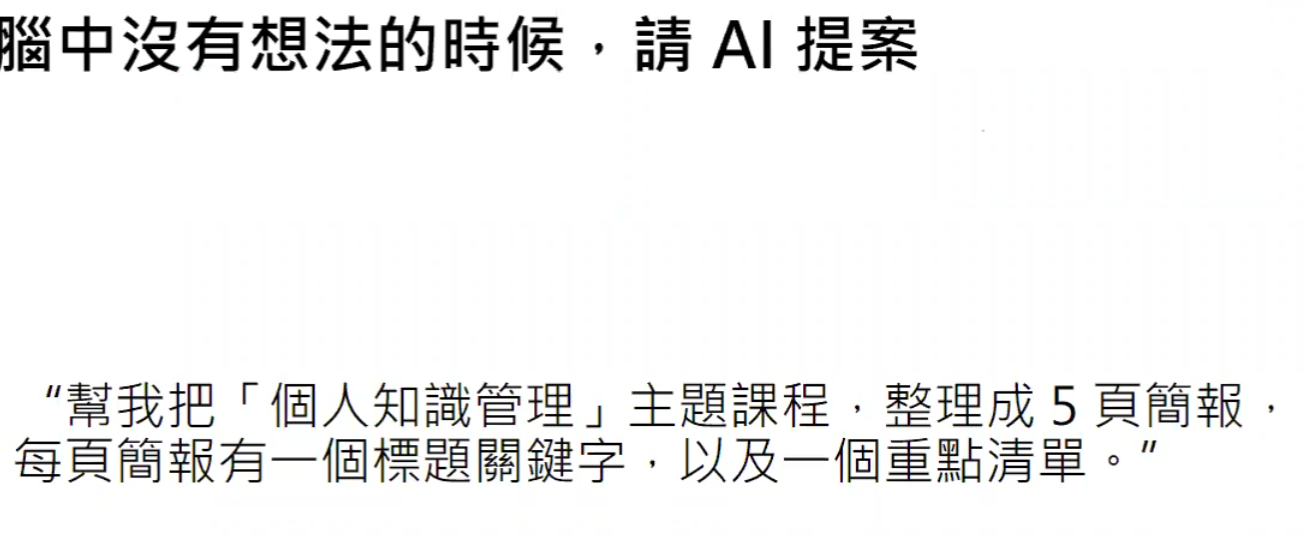 腦中沒有想法的時候，請 AI 提案
“幫我把「個人知識管理」主題課程，整理成 5 頁簡報，
每頁簡報有一個標題關鍵字，以及一個重點清單。”